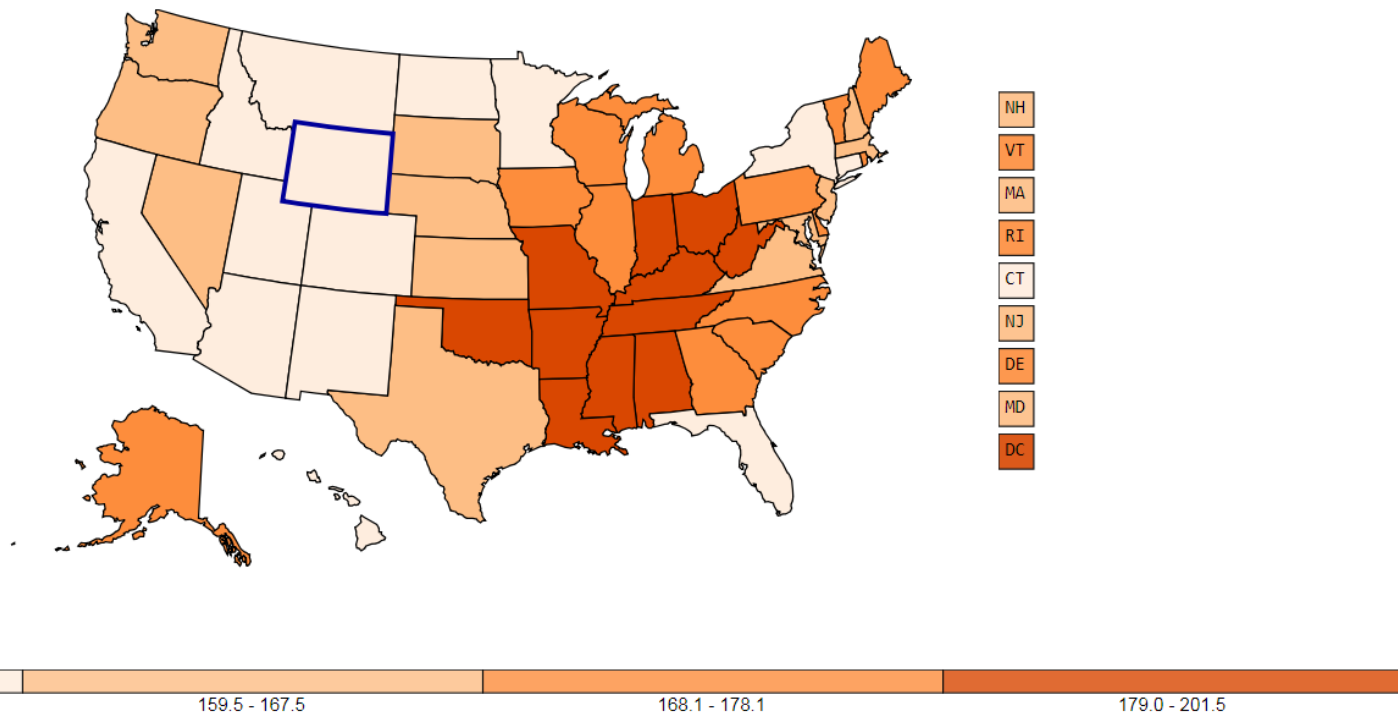 NH
VT
MA
RI
CT
NJ
DE
MD
DC
159.5 - 167.5 168.1 - 178.1 179.0 - 201.5